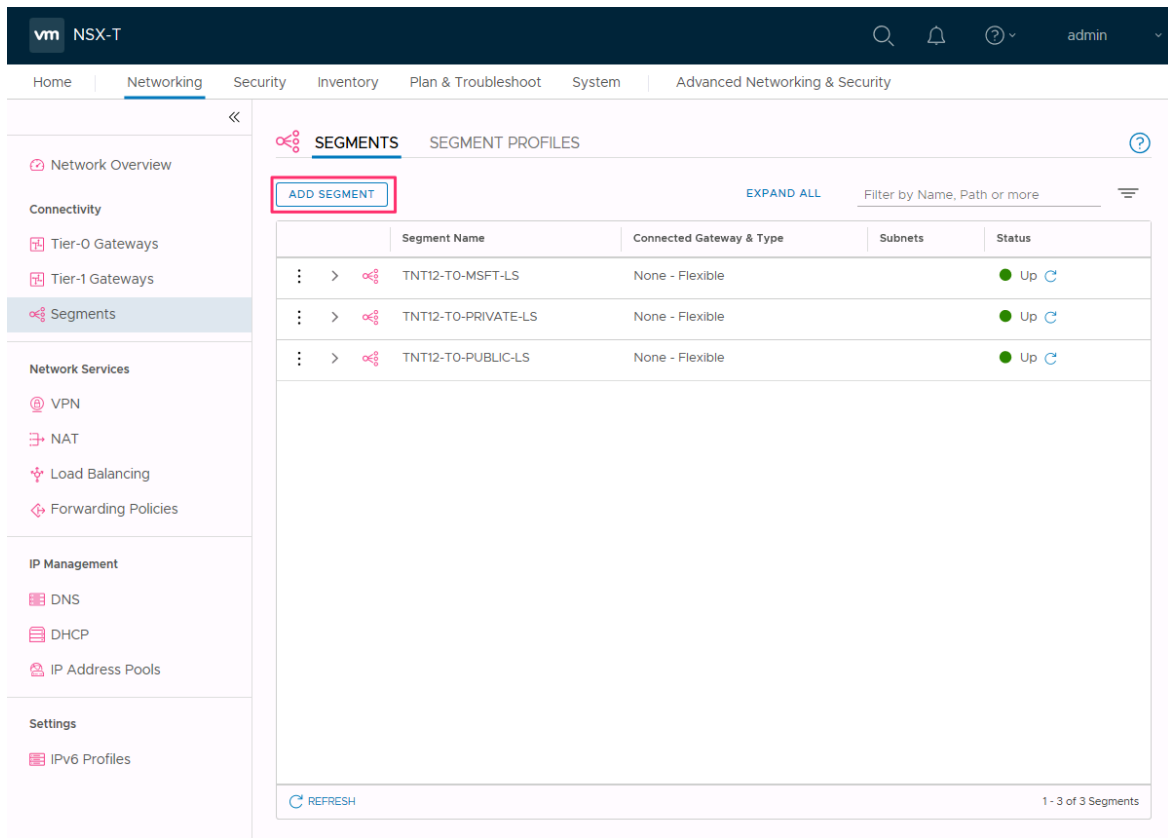 vm NSX-T admin
Home Networking Security Inventory Plan & Troubleshoot System Advanced Networking & Security
SEGMENTS SEGMENT PROFILES
Network Overview
ADD SEGMENT EXPAND ALL Filter by Name, Path or more
Connectivity
Segment Name Connected Gateway & Type Subnets Status
Tier-0 Gateways
TNT12-T0-MSFT-LS None - Flexible Up
Tier-1 Gateways
Segments
TNT12-T0-PRIVATE-LS None - Flexible Up
TNT12-T0-PUBLIC-LS None - Flexible Up
Network Services
VPN
NAT
Load Balancing
Forwarding Policies
IP Management
DNS
DHCP
IP Address Pools
Settings
IPv6 Profiles
REFRESH 1 - 3 of 3 Segments